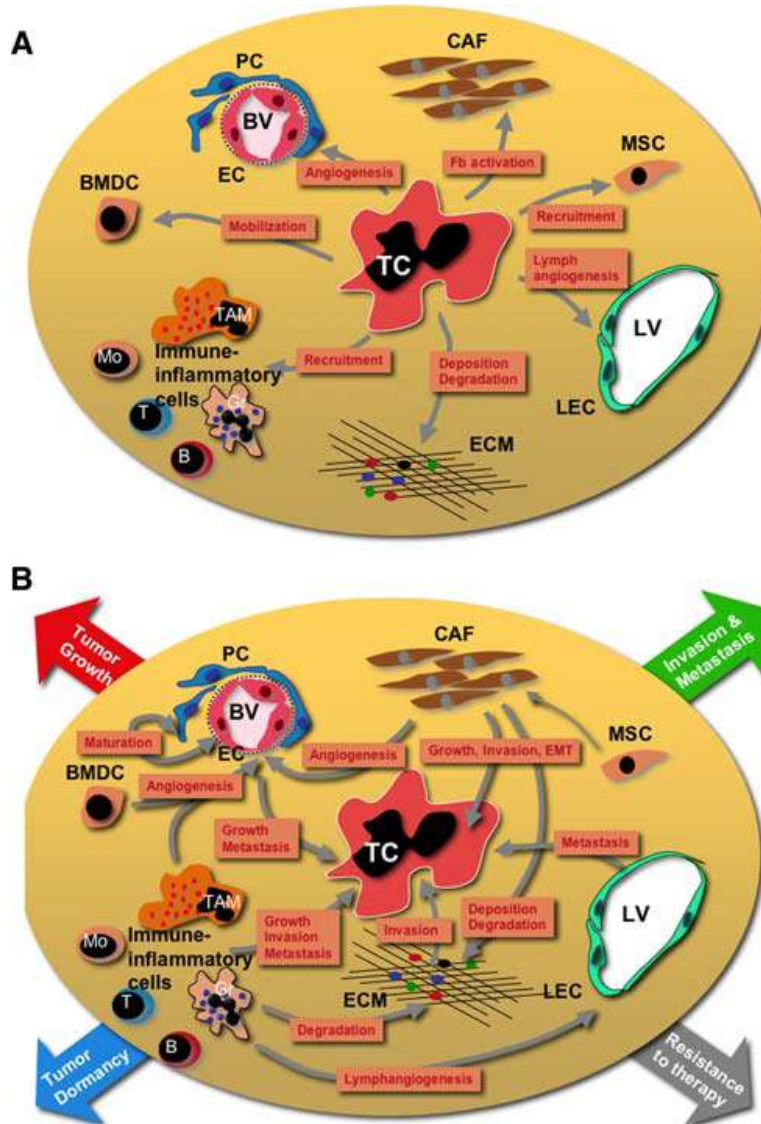 A
CAF
PC
BV
EC
Angiogenesis
Fb activation
MSC
BMDC
Recruitment
Mobilization
TC
Lymph
angiogenesis
TAM
LV
Mo
Immune-
inflammatory
cells
Recruitment
Deposition
Degradation
T
Gr
LEC
B
ECM
B
Tumor
Growth
Invasion &
Metastasis
CAF
PC
BV
EC
Maturation
Angiogenesis
Growth, Invasion, EMT
MSC
BMDC
Angiogenesis
Growth
Metastasis
TC
Metastasis
TAM
LV
Mo
Immune-
inflammatory
cells
Growth
Invasion
Metastasis
Invasion
Deposition
Degradation
T
Gr
ECM
LEC
B
Degradation
Lymphangiogenesis
Tumor
Dormancy
Resistance
to therapy